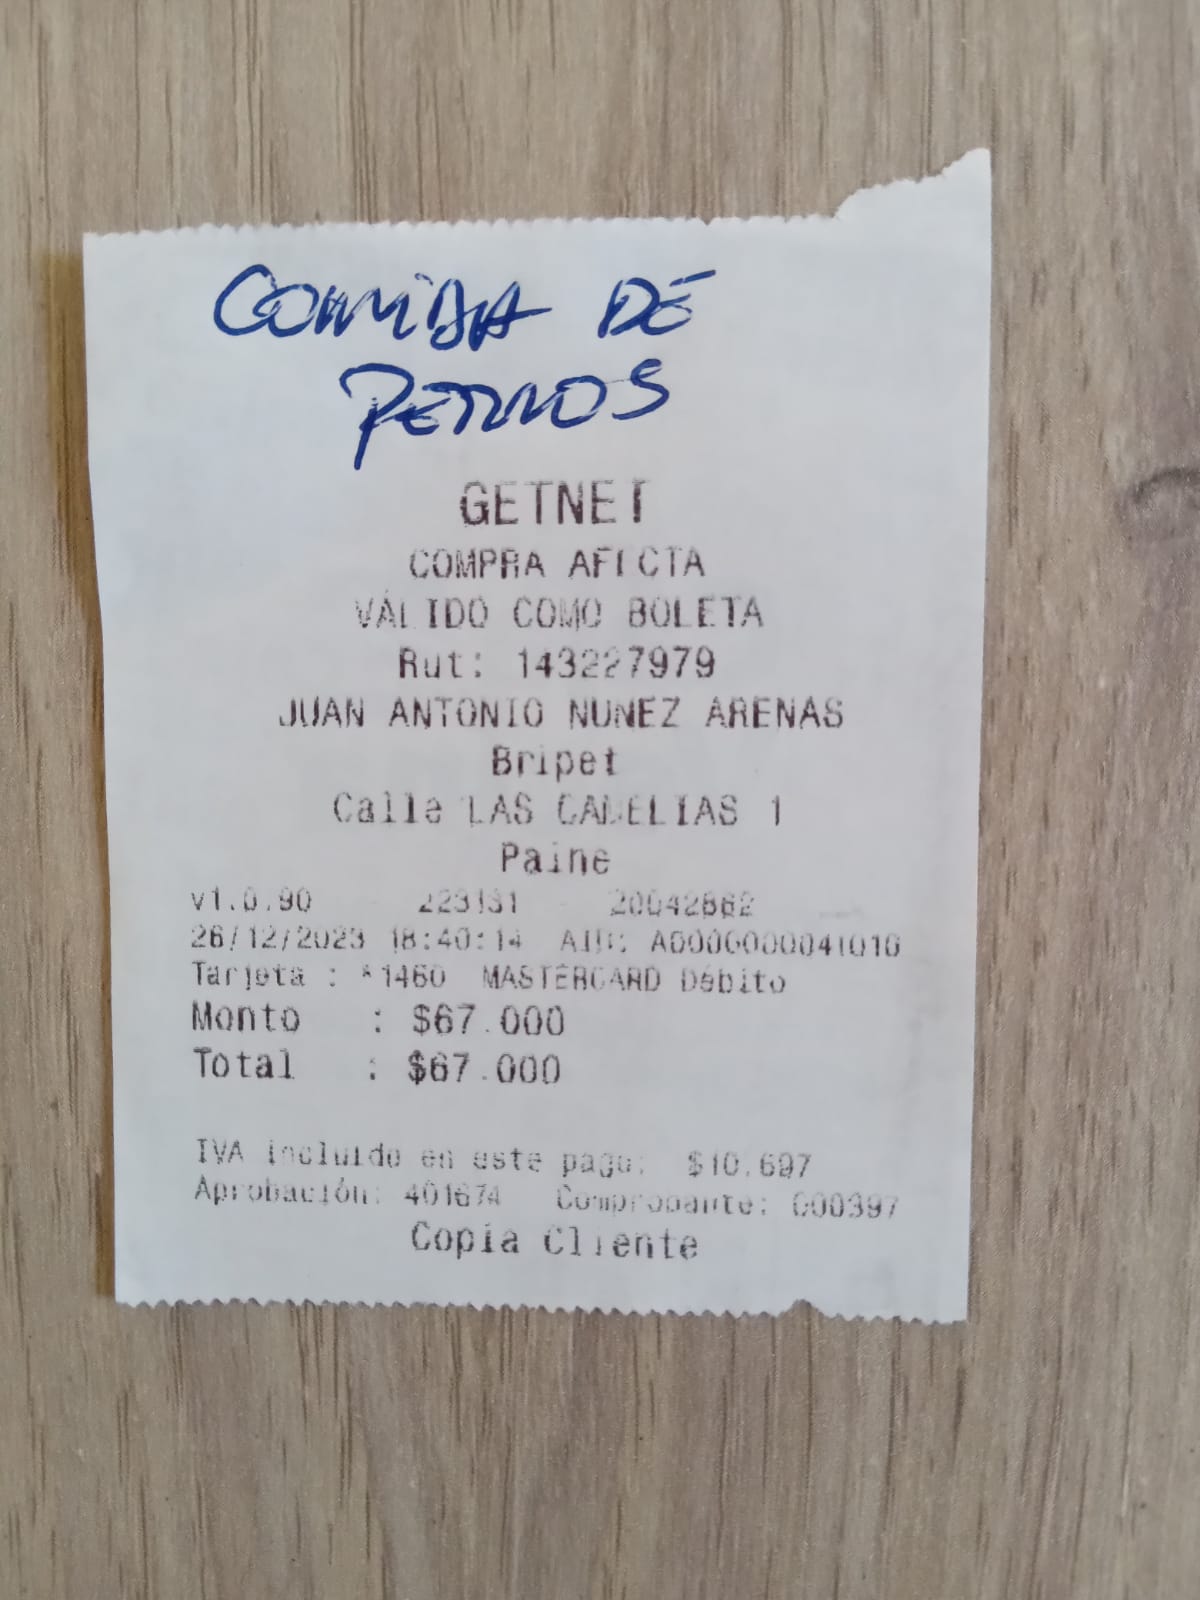 COMIDA DE
PERROS
GETNET
COMPRA AFECTA
VÁLIDO COMO BOLETA
Rut: 143227979
JUAN ANTONIO NUNEZ ARENAS
Bripet
Calle LAS CAMELIAS 1
Paine
v1.0.90 223131 - 20042862
26/12/2023 18:40:14 AID: A0000000041010
Tarjeta : *1460 MASTERCARD Débito
Monto : $67.000
Total : $67.000
IVA incluido en este pago: $10.697
Aprobación: 401674 Comprobante: 000397
Copia Cliente